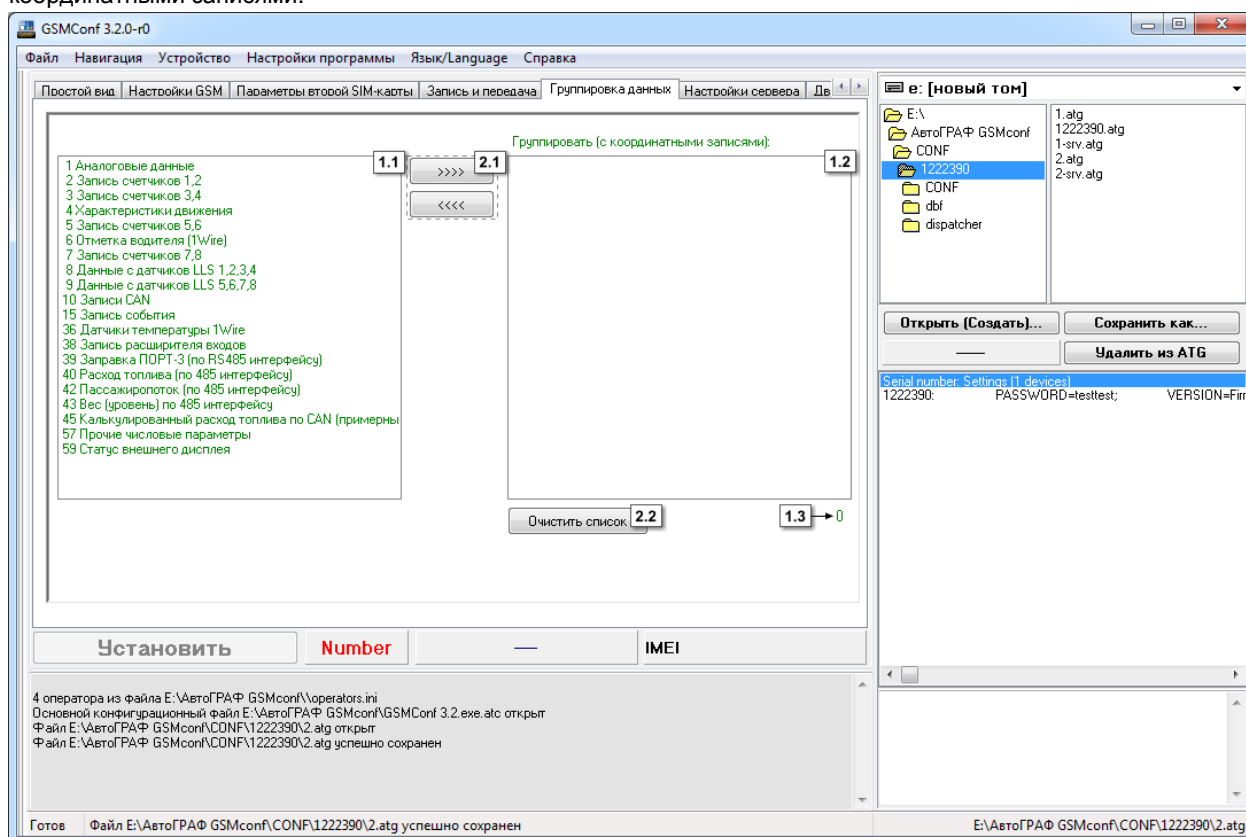 координатными записями.
GSMConf 3.2.0-r0
Файл Навигация Устройство Настройки программы Язык/Language Справка
Простой вид Настройки GSM Параметры второй SIM-карты Запись и передача Группировка данных Настройки сервера Дв
Группировать (с координатными записями):
1.1
2.1
1.2
>>>>
<<<<
1 Аналоговые данные
2 Запись счетчиков 1,2
3 Запись счетчиков 3,4
4 Характеристики движения
5 Запись счетчиков 5,6
6 Отметка водителя (1Wire)
7 Запись счетчиков 7,8
8 Данные с датчиков LLS 1,2,3,4
9 Данные с датчиков LLS 5,6,7,8
10 Записи CAN
15 Запись события
36 Датчики температуры 1Wire
38 Запись расширителя входов
39 Заправка ПОРТ-3 (по RS485 интерфейсу)
40 Расход топлива (по 485 интерфейсу)
42 Пассажиропоток (по 485 интерфейсу)
43 Вес (уровень) по 485 интерфейсу
45 Калькулированный расход топлива по CAN (примерны
57 Прочие числовые параметры
59 Статус внешнего дисплея
Очистить список
2.2
1.3
0
Установить
Number
IMEI
4 оператора из файла E:\АвтоГРАФ GSMconf\\operators.ini
Основной конфигурационный файл E:\АвтоГРАФ GSMconf\GSMConf 3.2.exe.atc открыт
Файл E:\АвтоГРАФ GSMconf\CONF\1222390\2.atg открыт
Файл E:\АвтоГРАФ GSMconf\CONF\1222390\2.atg успешно сохранен
e: [новый том]
E:\
АвтоГРАФ GSMconf
CONF
1222390
CONF
dbf
dispatcher
1.atg
1222390.atg
1-srv.atg
2.atg
2-srv.atg
Открыть (Создать)...
Сохранить как...
Удалить из ATG
Serial number: Settings (1 devices)
1222390: PASSWORD=testtest; VERSION=Fir
Готов Файл E:\АвтоГРАФ GSMconf\CONF\1222390\2.atg успешно сохранен E:\АвтоГРАФ GSMconf\CONF\1222390\2.atg